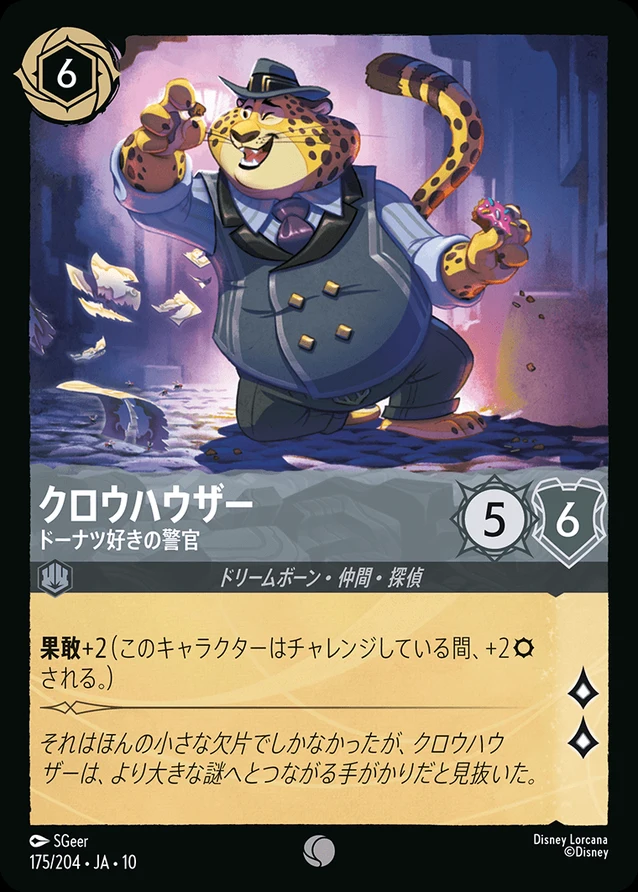 6
クロウハウザー
ドーナツ好きの警官
5
6
ドリームボーン・仲間・探偵
果敢+2(このキャラクターはチャレンジしている間、+2
される。)
それはほんの小さな欠片でしかなかったが、クロウハウ
ザーは、より大きな謎へとつながる手がかりだと見抜いた。
SGeer
Disney Lorcana
175/204・JA・10
©Disney